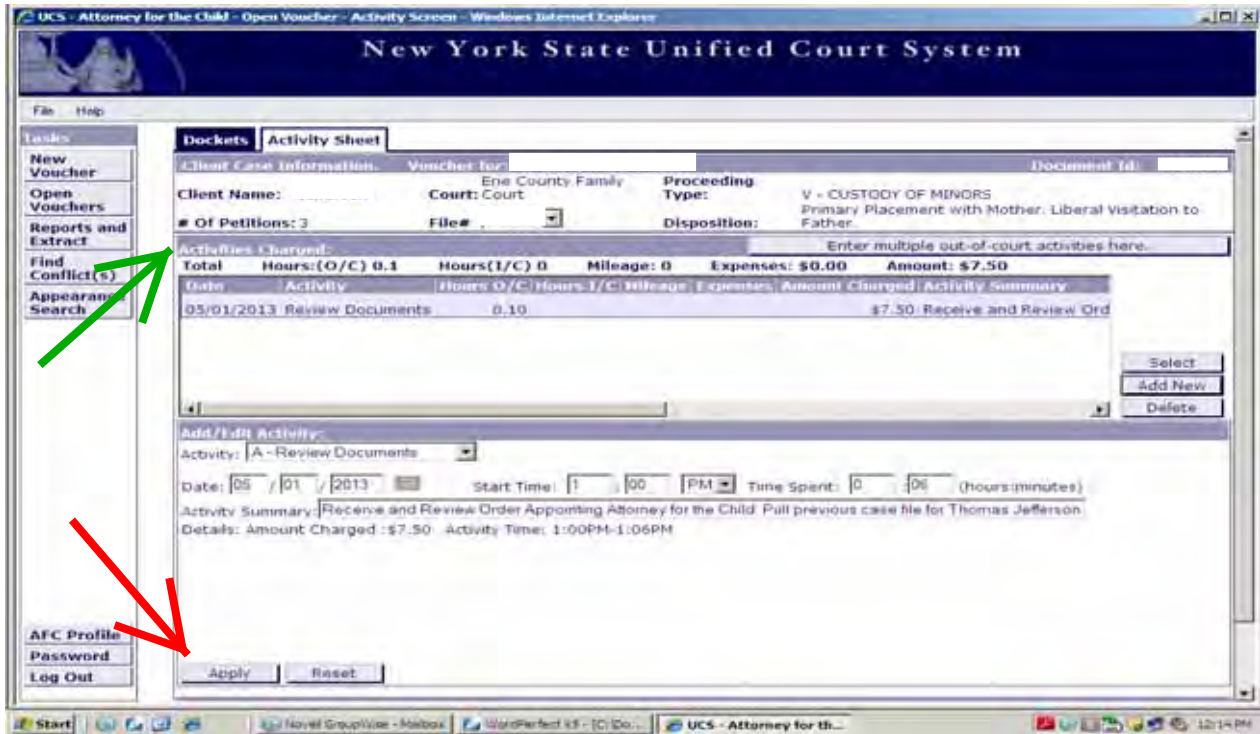 UCS - Attorney for the Child - Open Voucher - Activity Screen - Windows Internet Explorer
New York State Unified Court System
File Help
Tasks
New Voucher
Open Vouchers
Reports and Extract
Find Conflict(s)
Appearance Search
AFC Profile
Password
Log Out
Dockets Activity Sheet
Client Case Information. Voucher for: Document Id:
Client Name: Court: Erie County Family Court Proceeding Type: V - CUSTODY OF MINORS
# Of Petitions: 3 File# Disposition: Primary Placement with Mother. Liberal Visitation to Father.
Activities Charged: Enter multiple out-of-court activities here.
Total Hours:(O/C) 0.1 Hours(I/C) 0 Mileage: 0 Expenses: $0.00 Amount: $7.50
Date Activity Hours O/C Hours I/C Mileage Expenses Amount Charged Activity Summary
05/01/2013 Review Documents 0.10 $7.50 Receive and Review Ord
Select
Add New
Delete
Add/Edit Activity:
Activity: A - Review Documents
Date: 05 / 01 / 2013 Start Time: 1 : 00 PM Time Spent: 0 : 06 (hours:minutes)
Activity Summary: Receive and Review Order Appointing Attorney for the Child. Pull previous case file for Thomas Jefferson
Details: Amount Charged :$7.50 Activity Time: 1:00PM-1:06PM
Apply Reset
Start Novell GroupWise - Mailbox WordPerfect X3 - [C:\Do... UCS - Attorney for th... 12:14 PM